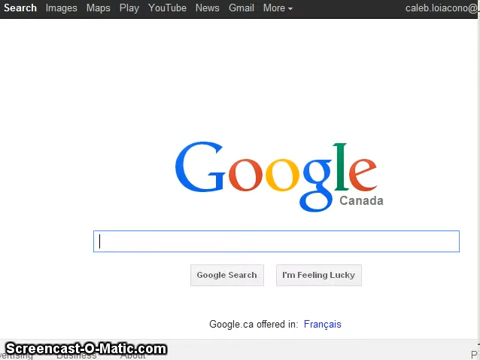 Search Images Maps Play YouTube News Gmail More
caleb.loiacono@
Google
Canada
Google Search I'm Feeling Lucky
Google.ca offered in: Français
Business About
Screencast-O-Matic.com